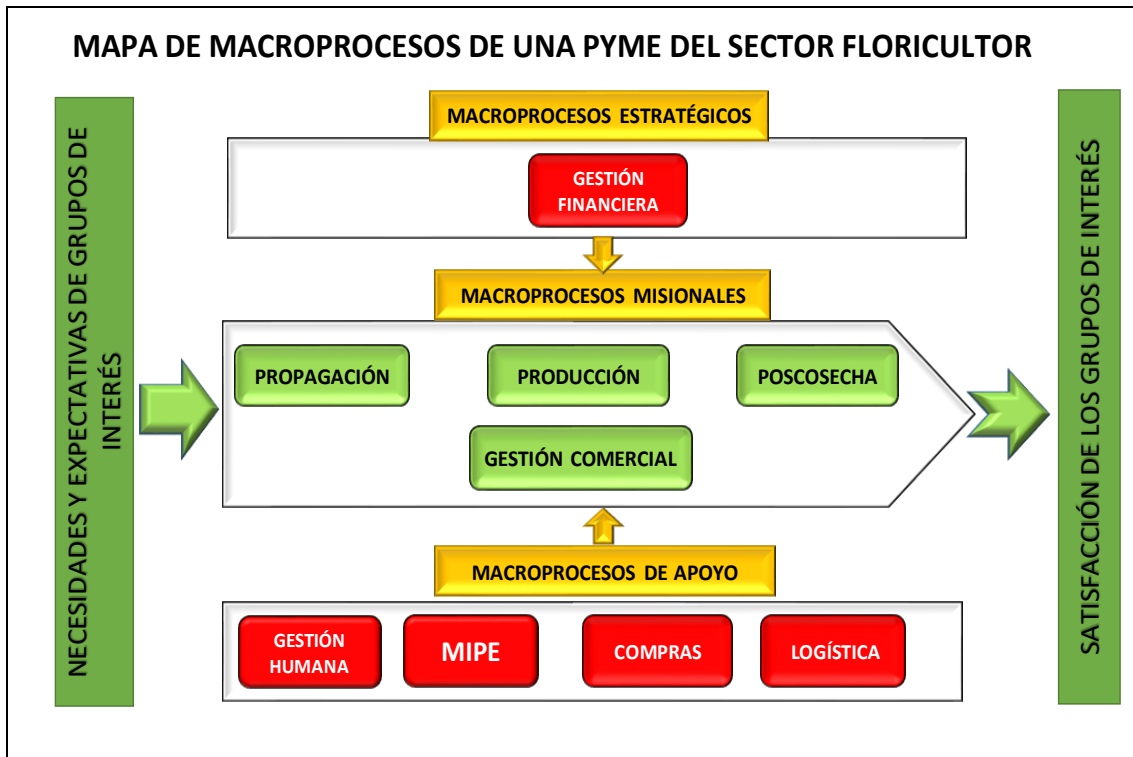 MAPA DE MACROPROCESOS DE UNA PYME DEL SECTOR FLORICULTOR
NECESIDADES Y EXPECTATIVAS DE GRUPOS DE
INTERÉS
MACROPROCESOS ESTRATÉGICOS
GESTIÓN
FINANCIERA
MACROPROCESOS MISIONALES
PROPAGACIÓN
PRODUCCIÓN
POSCOSECHA
GESTIÓN COMERCIAL
MACROPROCESOS DE APOYO
GESTIÓN
HUMANA
MIPE
COMPRAS
LOGÍSTICA
SATISFACCIÓN DE LOS GRUPOS DE INTERÉS